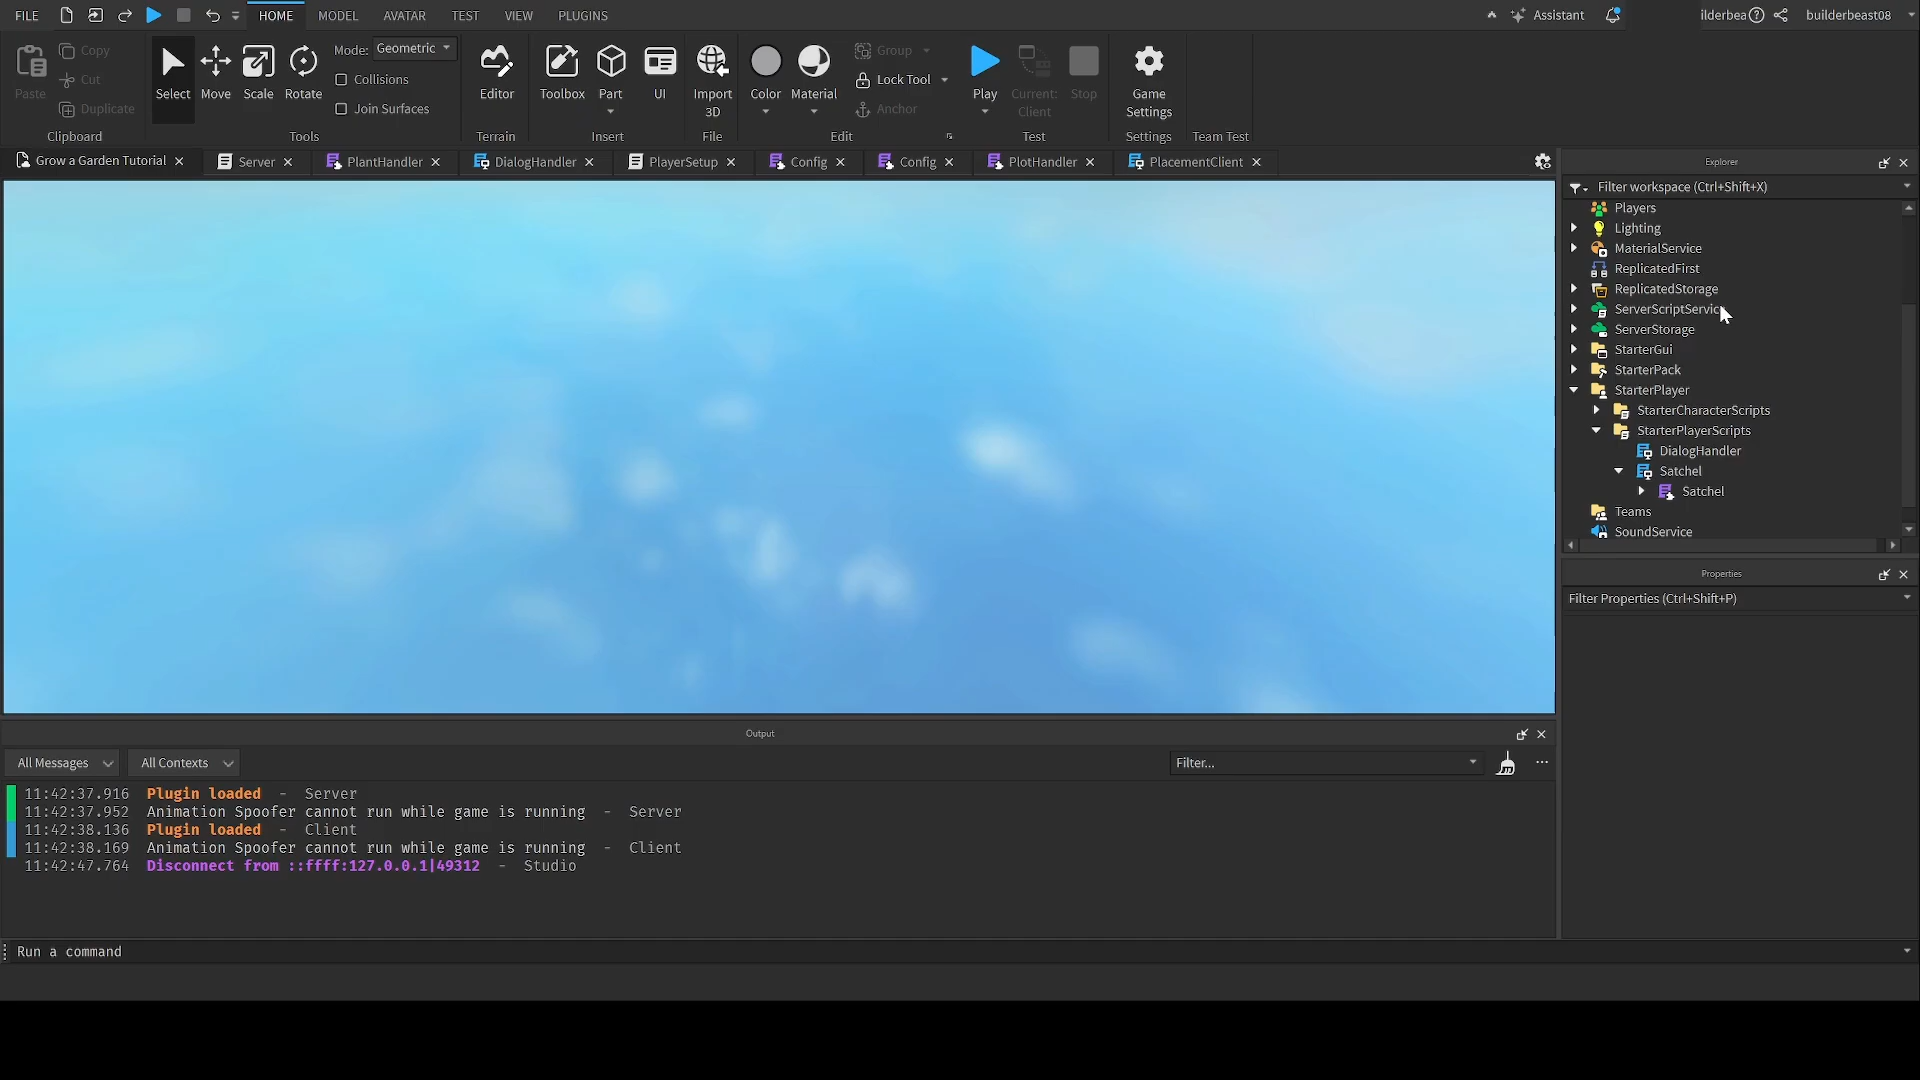 FILE HOME MODEL AVATAR TEST VIEW PLUGINS Assistant ilderbea builderbeast08
Paste Copy Cut Duplicate Clipboard
Select Move Scale Rotate Mode: Geometric Collisions Join Surfaces Tools
Editor Terrain
Toolbox Part UI Insert
Import 3D File
Color Material Group Lock Tool Anchor Edit
Play Current: Client Stop Test
Game Settings Settings
Team Test
Grow a Garden Tutorial Server PlantHandler DialogHandler PlayerSetup Config Config PlotHandler PlacementClient
Explorer
Filter workspace (Ctrl+Shift+X)
Players
Lighting
MaterialService
ReplicatedFirst
ReplicatedStorage
ServerScriptService
ServerStorage
StarterGui
StarterPack
StarterPlayer
StarterCharacterScripts
StarterPlayerScripts
DialogHandler
Satchel
Satchel
Teams
SoundService
Properties
Filter Properties (Ctrl+Shift+P)
Output
All Messages All Contexts Filter...
11:42:37.916 Plugin loaded - Server
11:42:37.952 Animation Spoofer cannot run while game is running - Server
11:42:38.136 Plugin loaded - Client
11:42:38.169 Animation Spoofer cannot run while game is running - Client
11:42:47.764 Disconnect from ::ffff:127.0.0.1|49312 - Studio
Run a command